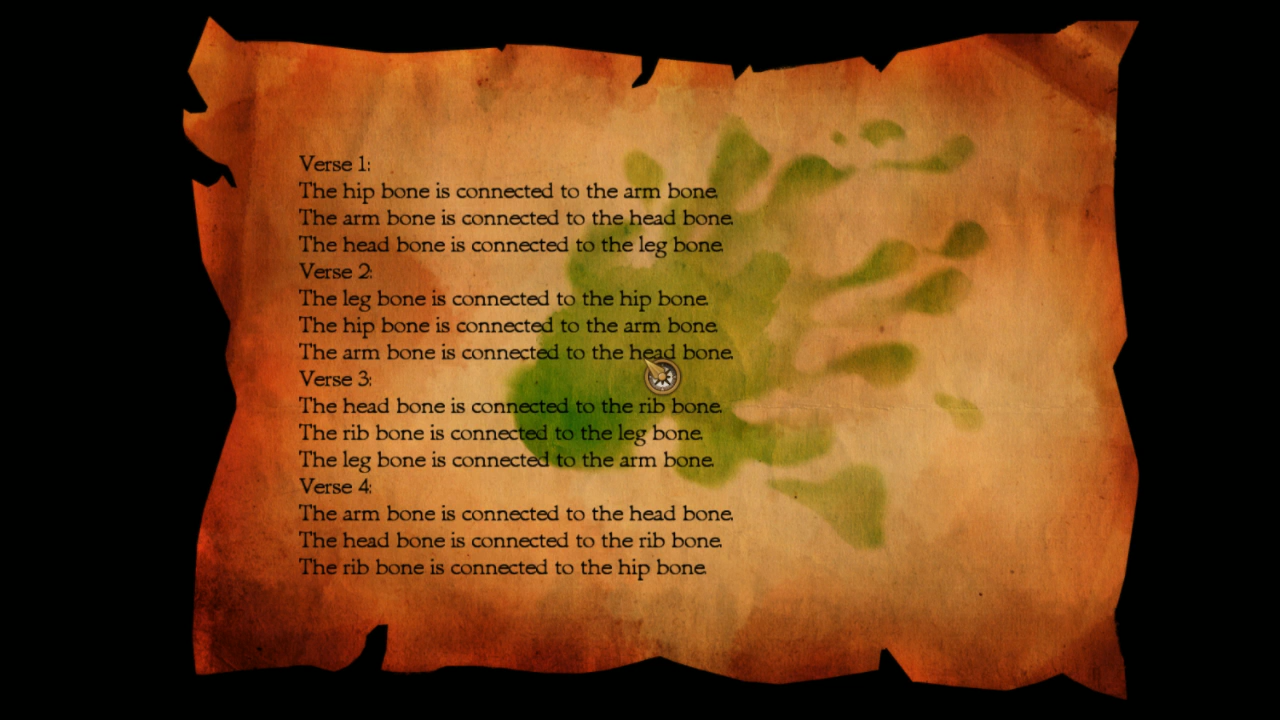 Verse 1:
The hip bone is connected to the arm bone.
The arm bone is connected to the head bone.
The head bone is connected to the leg bone.
Verse 2:
The leg bone is connected to the hip bone.
The hip bone is connected to the arm bone.
The arm bone is connected to the head bone.
Verse 3:
The head bone is connected to the rib bone.
The rib bone is connected to the leg bone.
The leg bone is connected to the arm bone.
Verse 4:
The arm bone is connected to the head bone.
The head bone is connected to the rib bone.
The rib bone is connected to the hip bone.